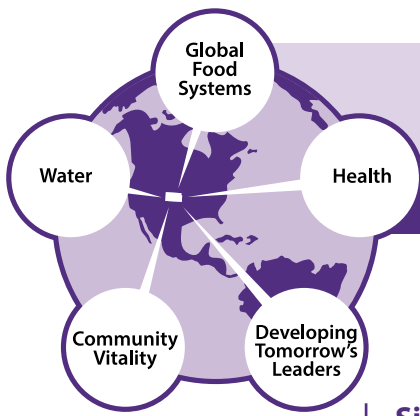 Global
Food
Systems
Water
Health
Community
Vitality
Developing
Tomorrow's
Leaders